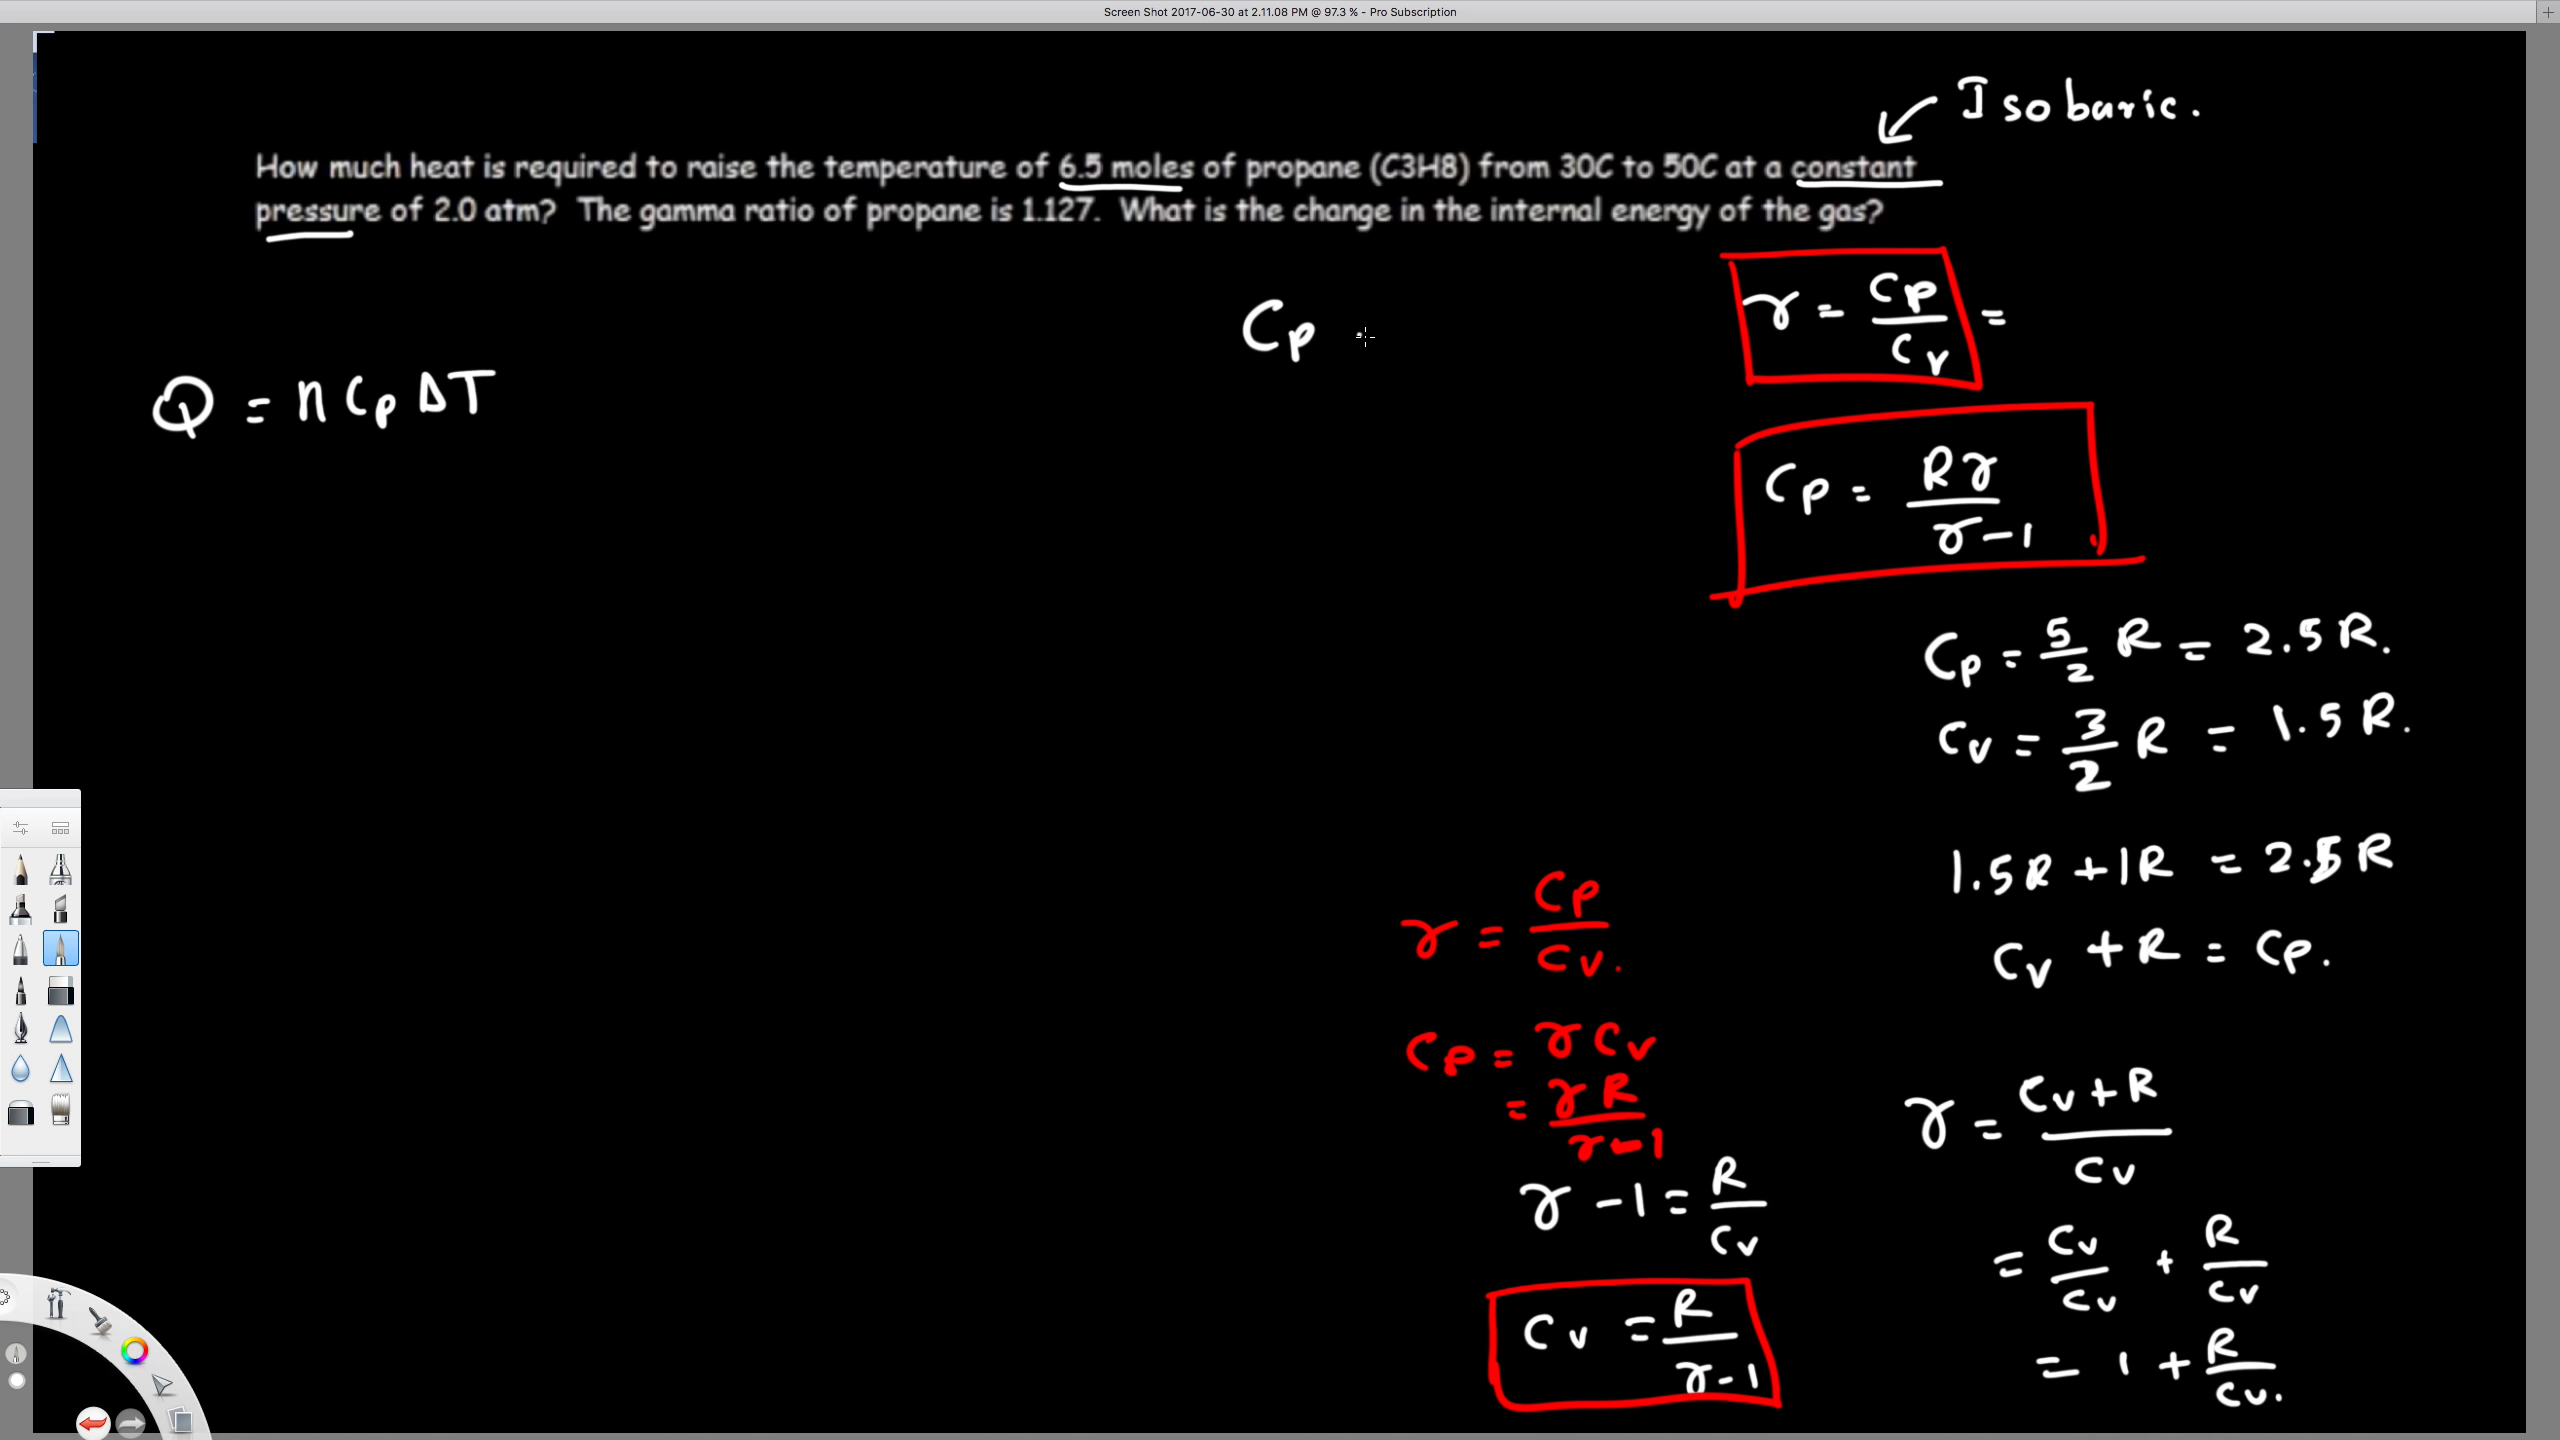 Screen Shot 2017-06-30 at 2.11.08 PM @ 97.3 % - Pro Subscription
Isobaric.
How much heat is required to raise the temperature of 6.5 moles of propane (C3H8) from 30C to 50C at a constant
pressure of 2.0 atm? The gamma ratio of propane is 1.127. What is the change in the internal energy of the gas?
Cp
γ = Cp/Cv =
Q = n Cp ΔT
Cp = Rγ/γ-1
Cp = 5/2 R = 2.5 R.
Cv = 3/2 R = 1.5 R.
1.5R + 1R = 2.5R
Cv + R = Cp.
γ = Cp/Cv.
Cp = γ Cv
= γR/γ-1
γ - 1 = R/Cv
Cv = R/γ-1
γ = Cv+R/Cv
= Cv/Cv + R/Cv
= 1 + R/Cv.